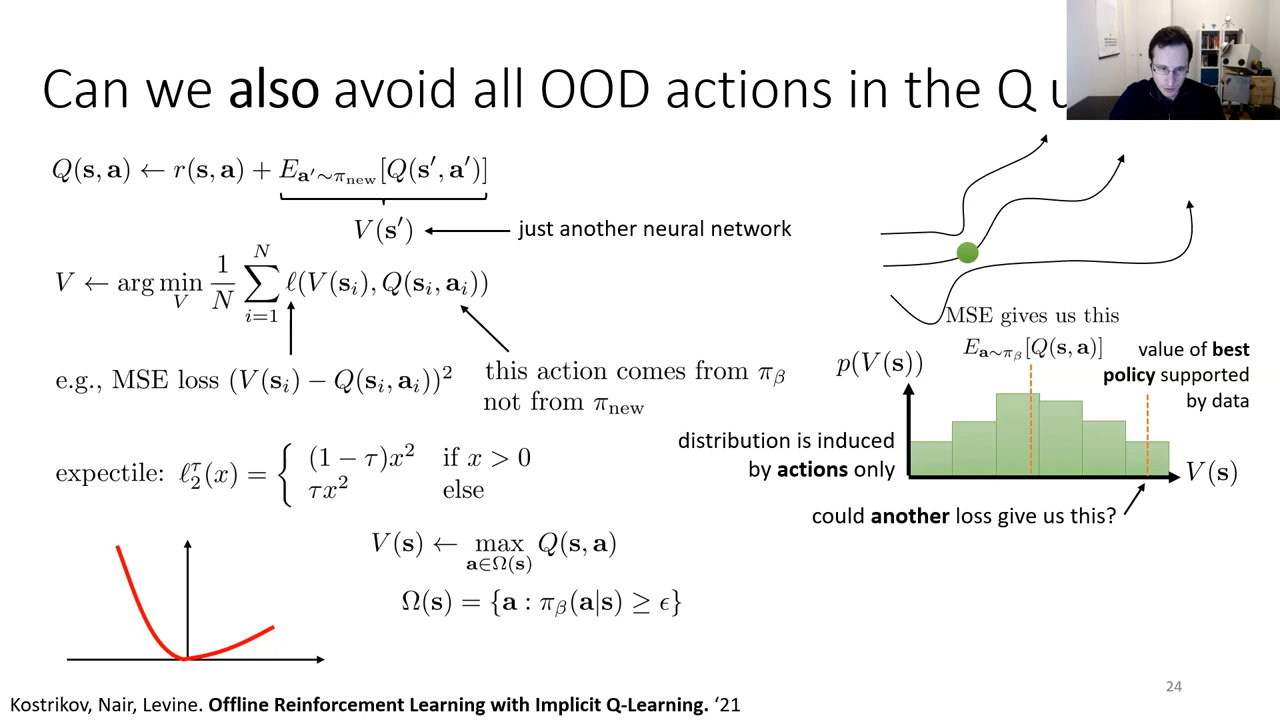 Can we also avoid all OOD actions in the Q u
Q(s, a) ← r(s, a) + E_{a'∼π_new}[Q(s', a')]
V(s') ← just another neural network
V ← arg min_V 1/N ∑_{i=1}^{N} ℓ(V(s_i), Q(s_i, a_i))
e.g., MSE loss (V(s_i) − Q(s_i, a_i))²
this action comes from π_β
not from π_new
expectile: ℓ_2^τ(x) = { (1 − τ)x² if x > 0
τx² else
V(s) ← max_{a∈Ω(s)} Q(s, a)
Ω(s) = {a : π_β(a|s) ≥ ϵ}
MSE gives us this
E_{a∼π_β}[Q(s, a)]
value of best
policy supported
by data
p(V(s))
distribution is induced
by actions only
V(s)
could another loss give us this?
24
Kostrikov, Nair, Levine. Offline Reinforcement Learning with Implicit Q-Learning. ‘21